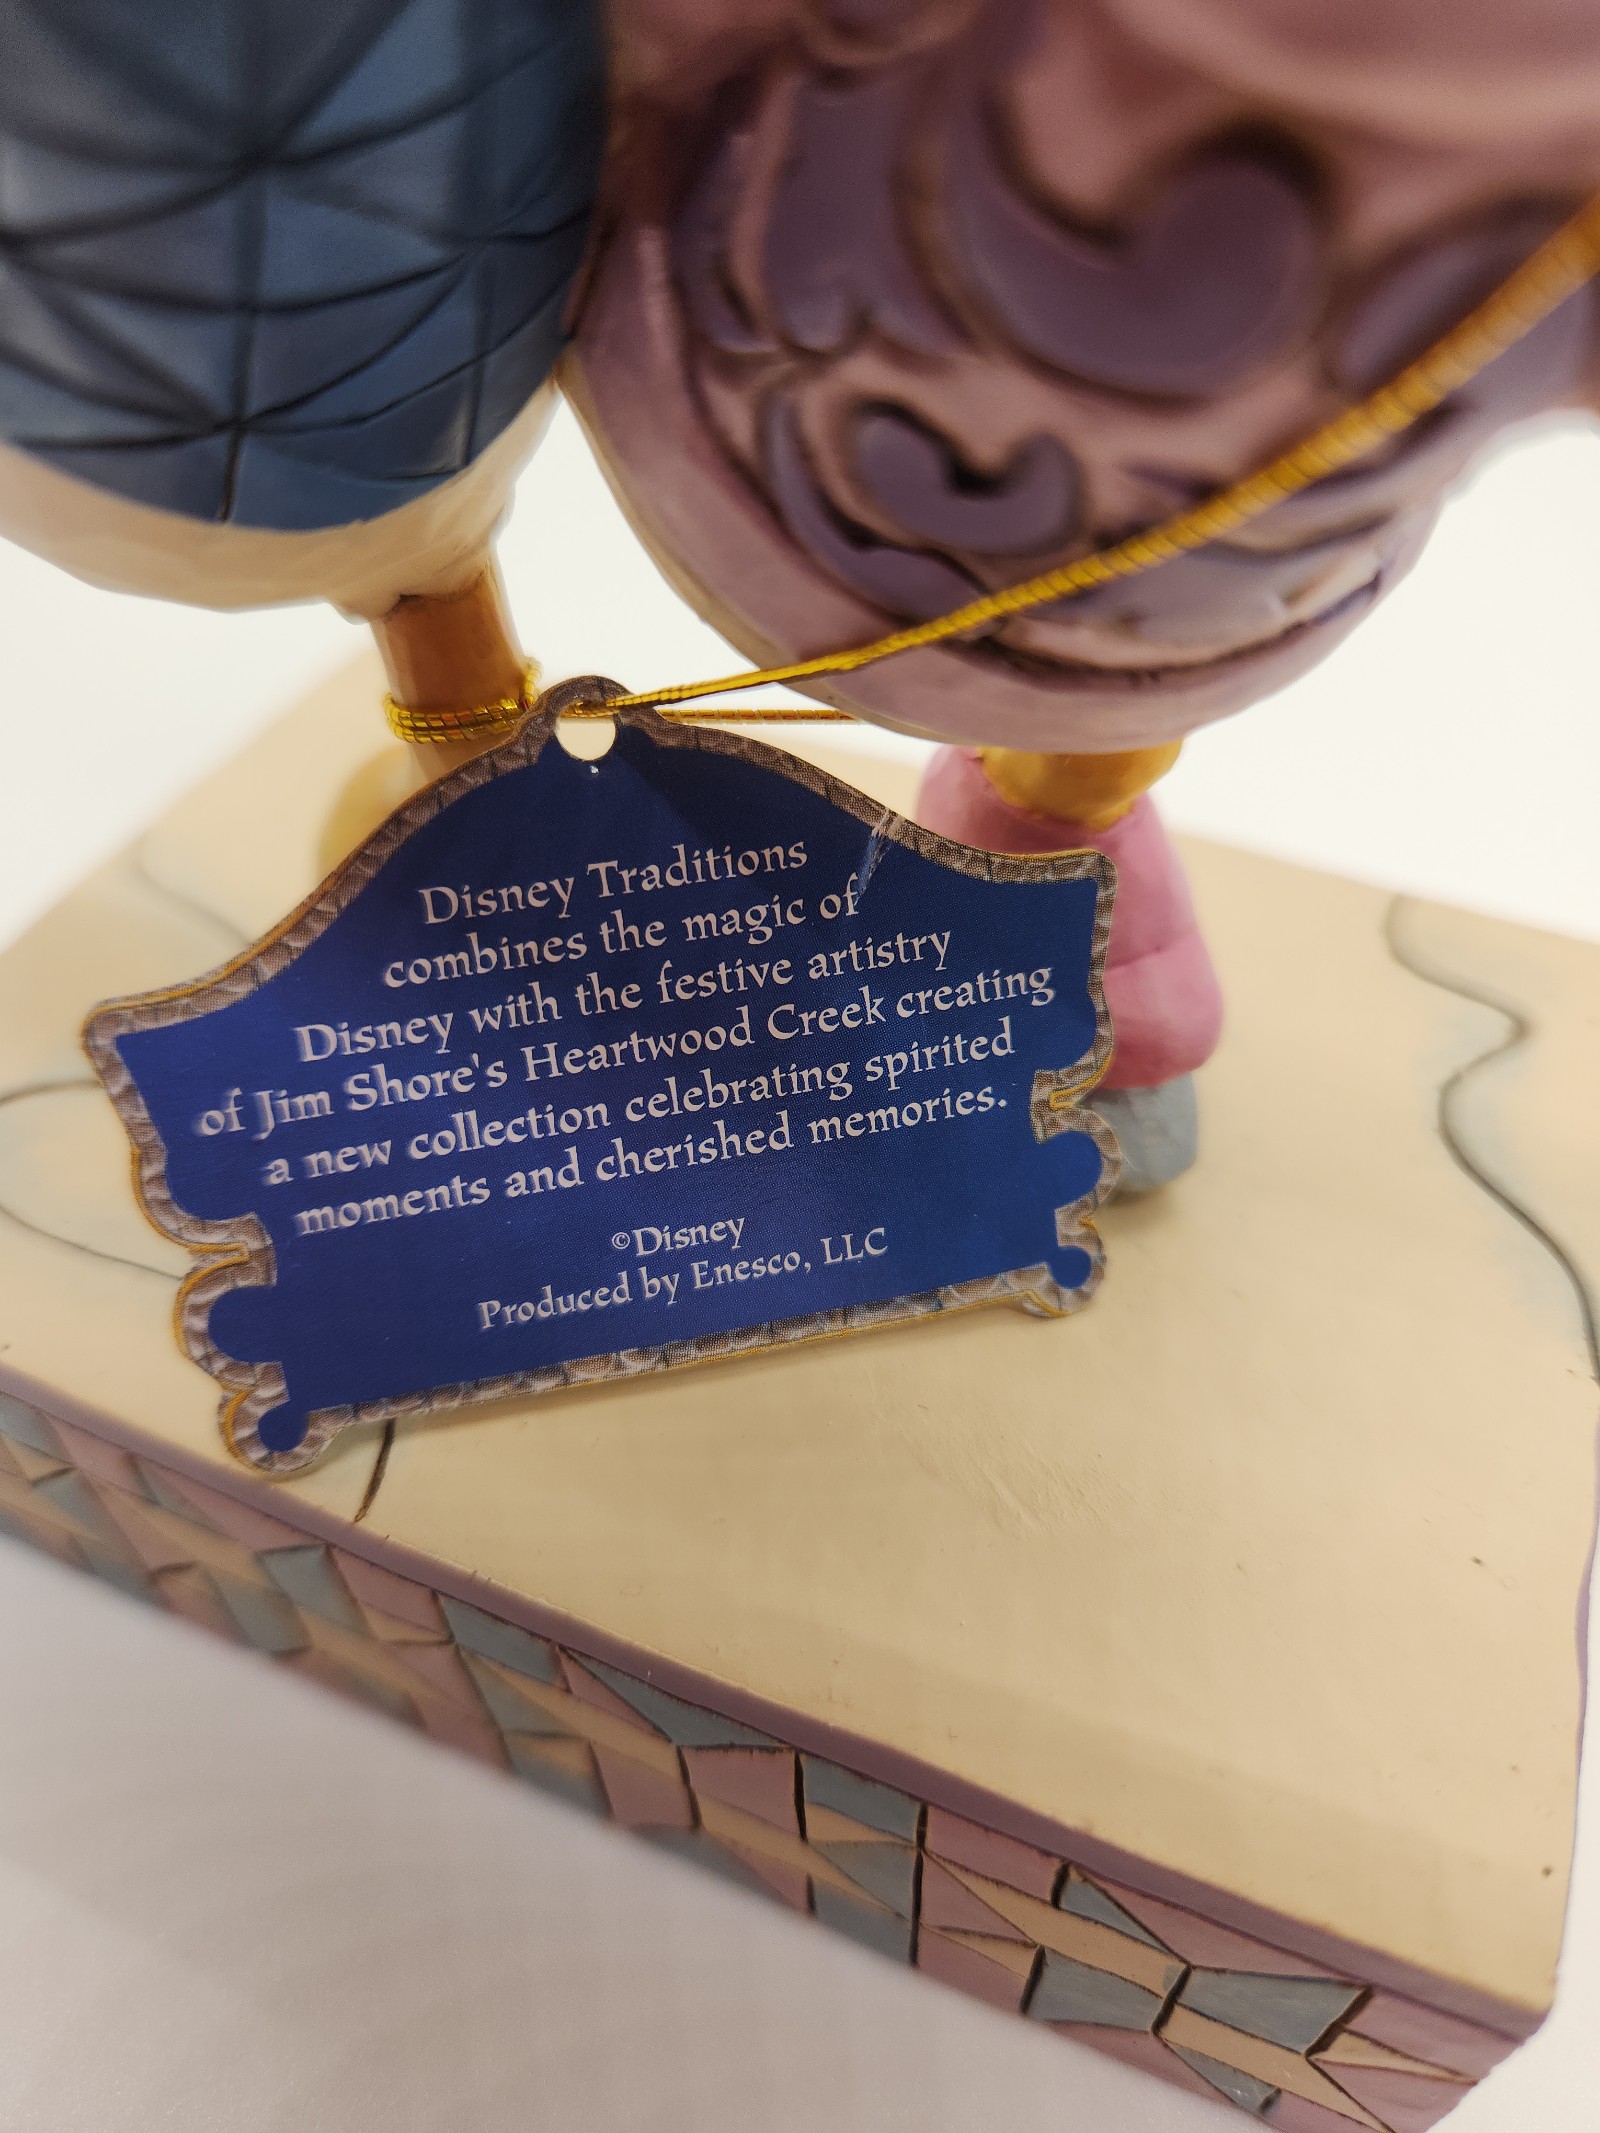 Disney Traditions
combines the magic of
Disney with the festive artistry
of Jim Shore's Heartwood Creek creating
a new collection celebrating spirited
moments and cherished memories.
©Disney
Produced by Enesco, LLC